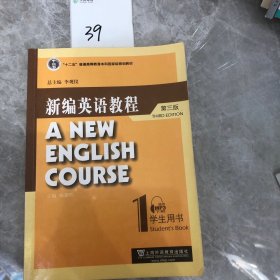 39
“十二五”普通高等教育本科国家级规划教材
总主编 李观仪
新编英语教程
第三版
THIRD EDITION
A NEW
ENGLISH
COURSE
1
学生用书
Student's Book
上海外语教育出版社